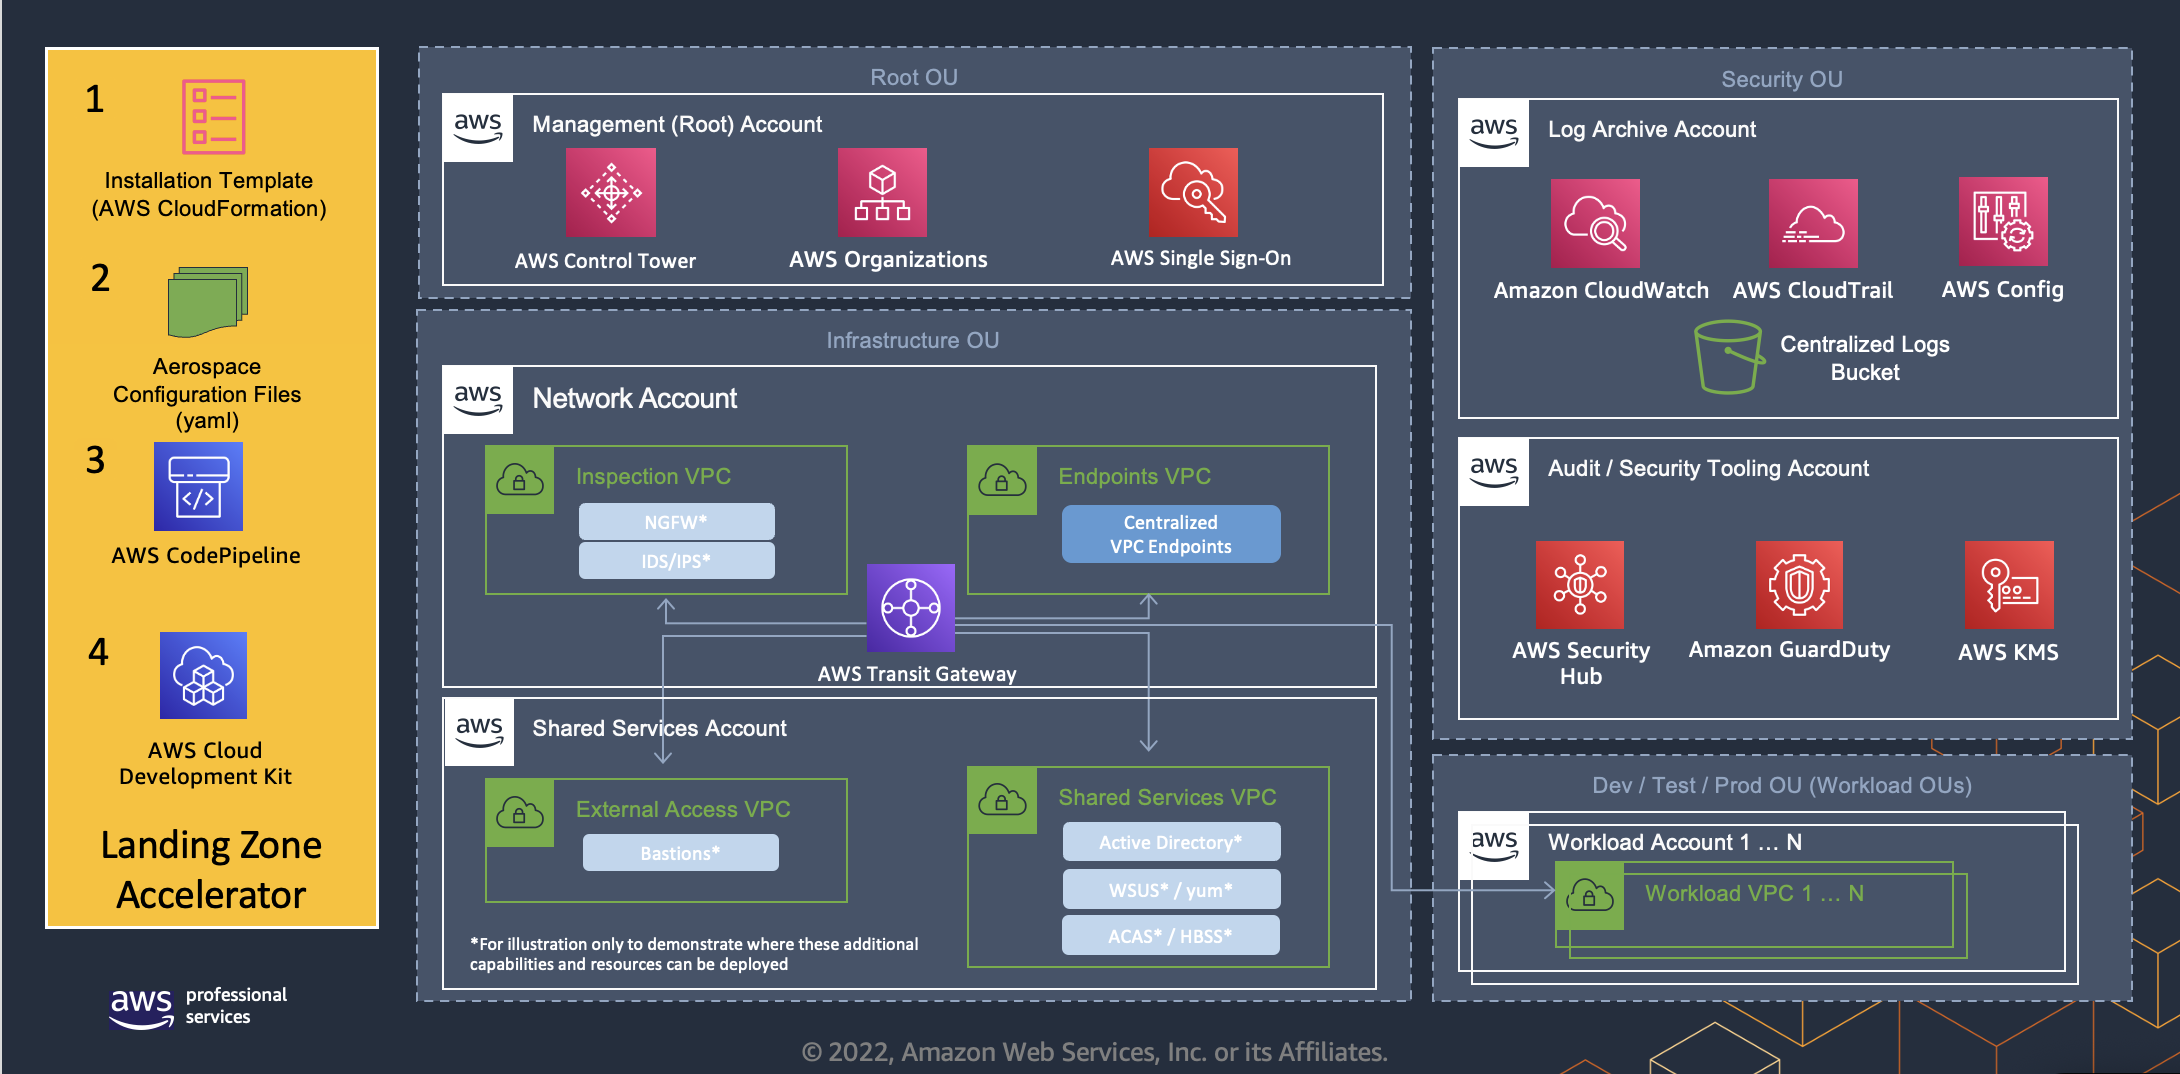 1
Installation Template
(AWS CloudFormation)
2
Aerospace
Configuration Files
(yaml)
3
AWS CodePipeline
4
AWS Cloud
Development Kit
Landing Zone
Accelerator
aws professional
services
Root OU
aws
Management (Root) Account
AWS Control Tower
AWS Organizations
AWS Single Sign-On
Infrastructure OU
aws
Network Account
Inspection VPC
NGFW*
IDS/IPS*
Endpoints VPC
Centralized
VPC Endpoints
AWS Transit Gateway
aws
Shared Services Account
External Access VPC
Bastions*
Shared Services VPC
Active Directory*
WSUS* / yum*
ACAS* / HBSS*
*For illustration only to demonstrate where these additional
capabilities and resources can be deployed
Security OU
aws
Log Archive Account
Amazon CloudWatch
AWS CloudTrail
AWS Config
Centralized Logs
Bucket
aws
Audit / Security Tooling Account
AWS Security
Hub
Amazon GuardDuty
AWS KMS
Dev / Test / Prod OU (Workload OUs)
aws
Workload Account 1 ... N
Workload VPC 1 ... N
© 2022, Amazon Web Services, Inc. or its Affiliates.